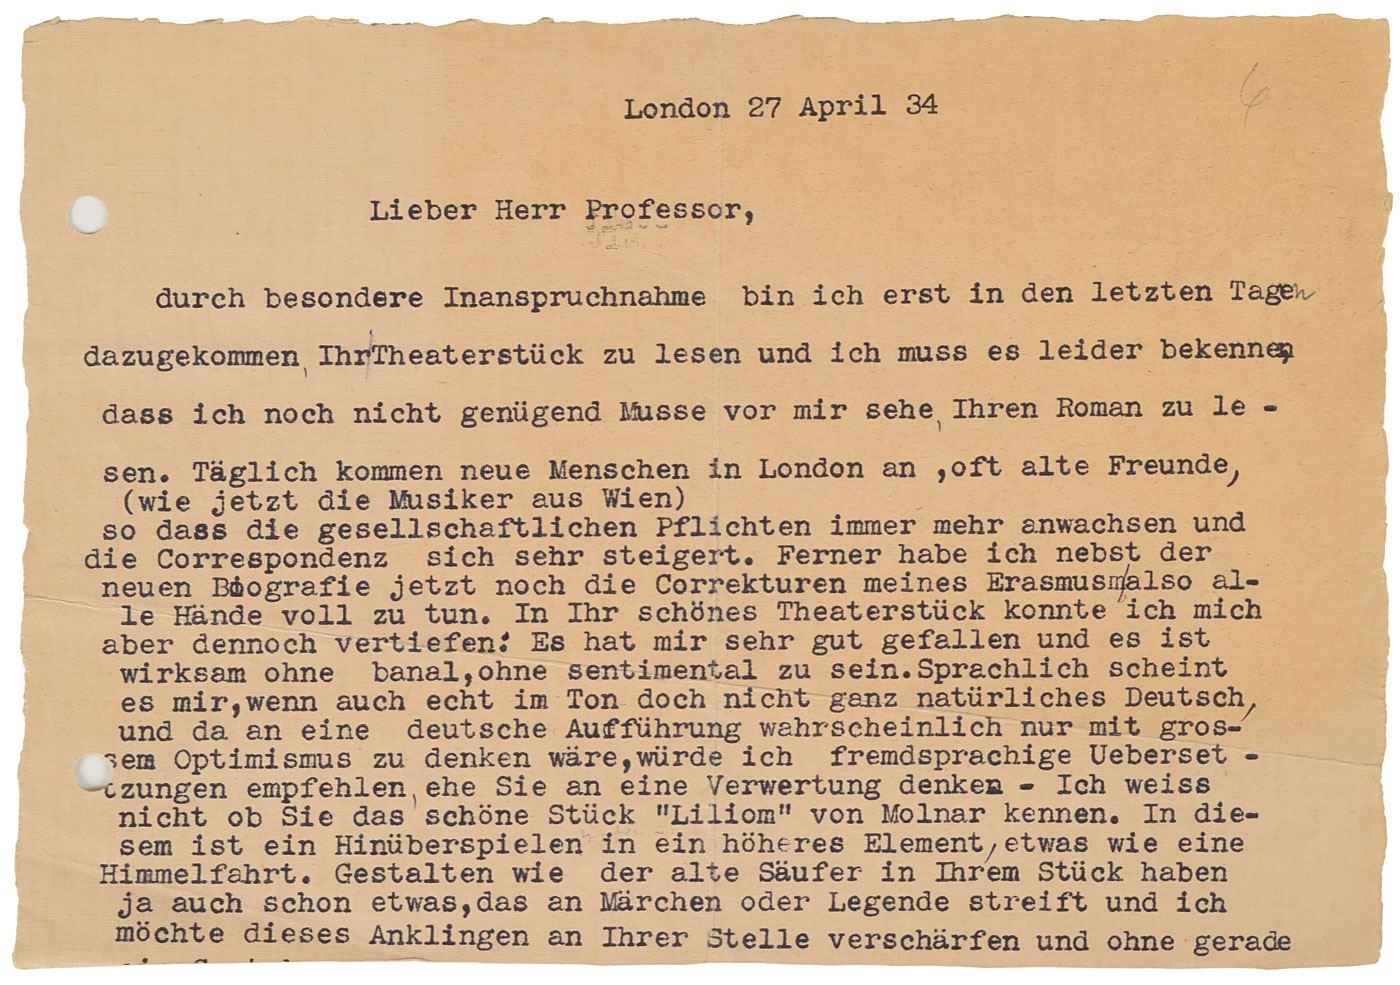 6
London 27 April 34
Lieber Herr Professor,
durch besondere Inanspruchnahme bin ich erst in den letzten Tagen
dazugekommen, Ihr Theaterstück zu lesen und ich muss es leider bekennen,
dass ich noch nicht genügend Musse vor mir sehe, Ihren Roman zu le -
sen. Täglich kommen neue Menschen in London an ,oft alte Freunde,
(wie jetzt die Musiker aus Wien)
so dass die gesellschaftlichen Pflichten immer mehr anwachsen und
die Correspondenz sich sehr steigert. Ferner habe ich nebst der
neuen Biografie jetzt noch die Correkturen meines Erasmus also al-
le Hände voll zu tun. In Ihr schönes Theaterstück konnte ich mich
aber dennoch vertiefen: Es hat mir sehr gut gefallen und es ist
wirksam ohne banal,ohne sentimental zu sein.Sprachlich scheint
es mir,wenn auch echt im Ton doch nicht ganz natürliches Deutsch,
und da an eine deutsche Aufführung wahrscheinlich nur mit gros-
sem Optimismus zu denken wäre,würde ich fremdsprachige Ueberset -
tzungen empfehlen, ehe Sie an eine Verwertung denken - Ich weiss
nicht ob Sie das schöne Stück "Liliom" von Molnar kennen. In die-
sem ist ein Hinüberspielen in ein höheres Element, etwas wie eine
Himmelfahrt. Gestalten wie der alte Säufer in Ihrem Stück haben
ja auch schon etwas,das an Märchen oder Legende streift und ich
möchte dieses Anklingen an Ihrer Stelle verschärfen und ohne gerade